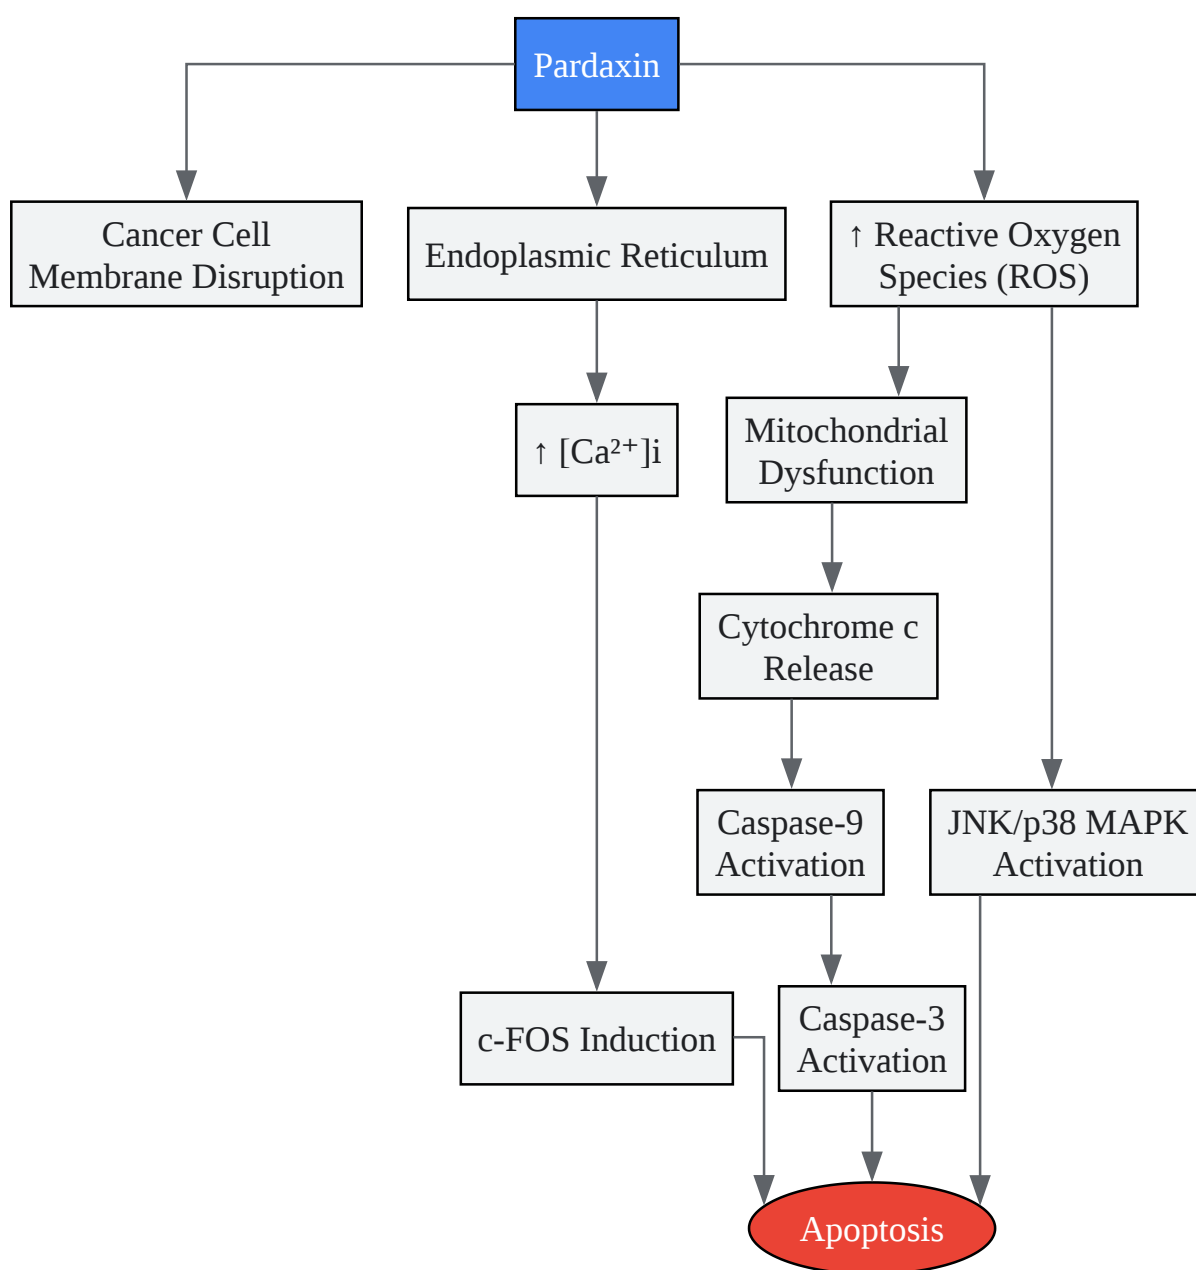 Pardaxin
Cancer Cell
Membrane Disruption
Endoplasmic Reticulum
↑ Reactive Oxygen
Species (ROS)
↑ [Ca²⁺]i
Mitochondrial
Dysfunction
Cytochrome c
Release
Caspase-9
Activation
JNK/p38 MAPK
Activation
c-FOS Induction
Caspase-3
Activation
Apoptosis